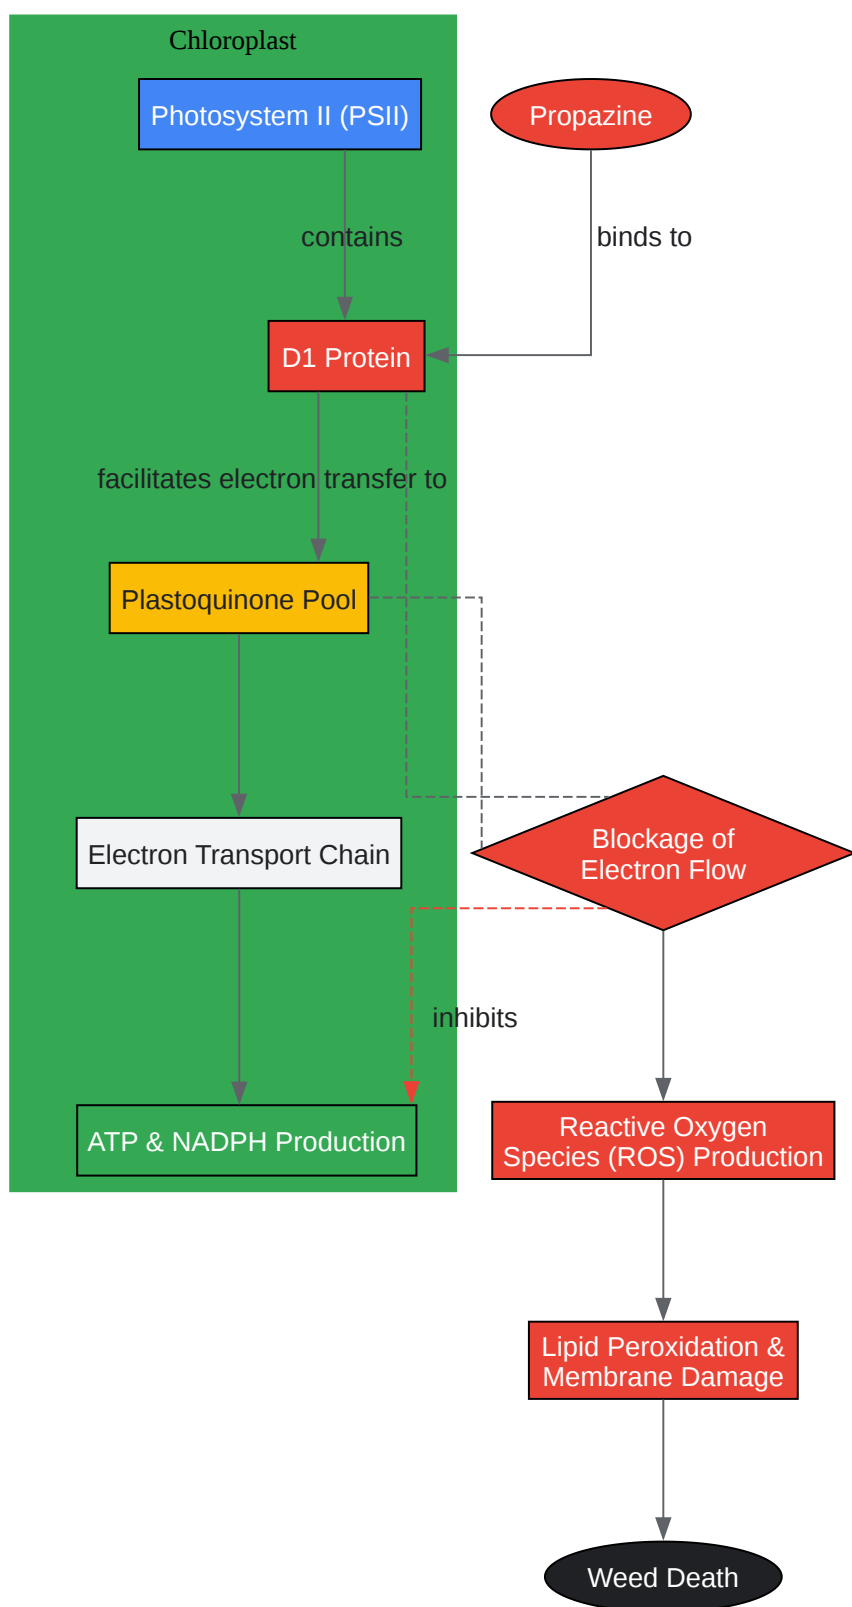 Chloroplast
Photosystem II (PSII)
Propazine
contains
binds to
D1 Protein
facilitates electron transfer to
Plastoquinone Pool
Blockage of
Electron Flow
Electron Transport Chain
inhibits
ATP & NADPH Production
Reactive Oxygen
Species (ROS) Production
Lipid Peroxidation &
Membrane Damage
Weed Death